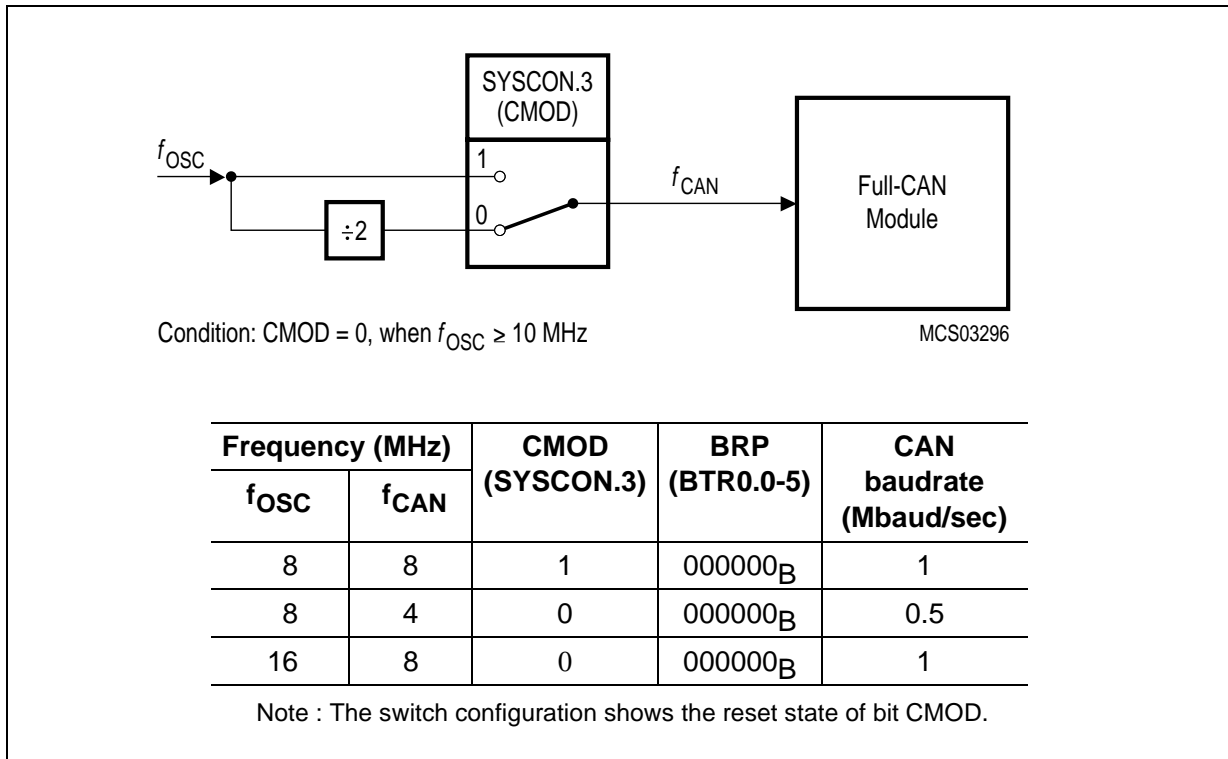 SYSCON.3
(CMOD)
fOSC
1
fCAN
Full-CAN
Module
0
÷2
Condition: CMOD = 0, when fOSC ≥ 10 MHz
MCS03296
Frequency (MHz) CMOD (SYSCON.3) BRP (BTR0.0-5) CAN baudrate (Mbaud/sec)
fOSC fCAN
8 8 1 000000B 1
8 4 0 000000B 0.5
16 8 0 000000B 1
Note : The switch configuration shows the reset state of bit CMOD.